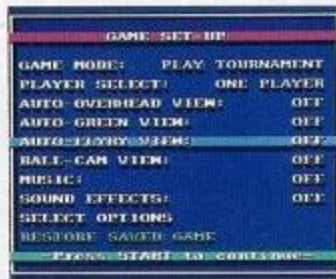 GAME SET-UP
GAME MODE: PLAY TOURNAMENT
PLAYER SELECT: ONE PLAYER
AUTO-OVERHEAD VIEW: OFF
AUTO-GREEN VIEW: OFF
AUTO-FLYBY VIEW: OFF
BALL-CAM VIEW: OFF
MUSIC: OFF
SOUND EFFECTS: OFF
SELECT OPTIONS
RESTORE SAVED GAME
-Press START to continue-